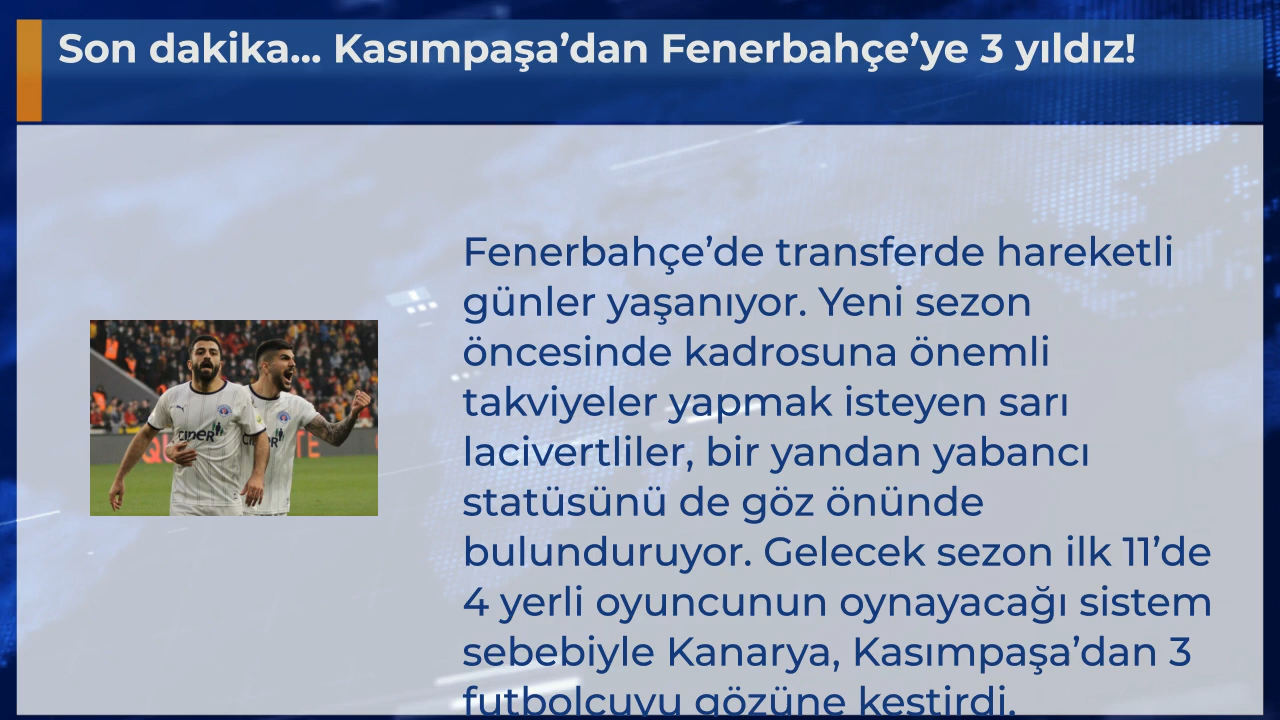 Son dakika... Kasımpaşa’dan Fenerbahçe’ye 3 yıldız!
Fenerbahçe’de transferde hareketli
günler yaşanıyor. Yeni sezon
öncesinde kadrosuna önemli
takviyeler yapmak isteyen sarı
lacivertliler, bir yandan yabancı
statüsünü de göz önünde
bulunduruyor. Gelecek sezon ilk 11’de
4 yerli oyuncunun oynayacağı sistem
sebebiyle Kanarya, Kasımpaşa’dan 3
futbolcuyu gözüne kestirdi.
ciner